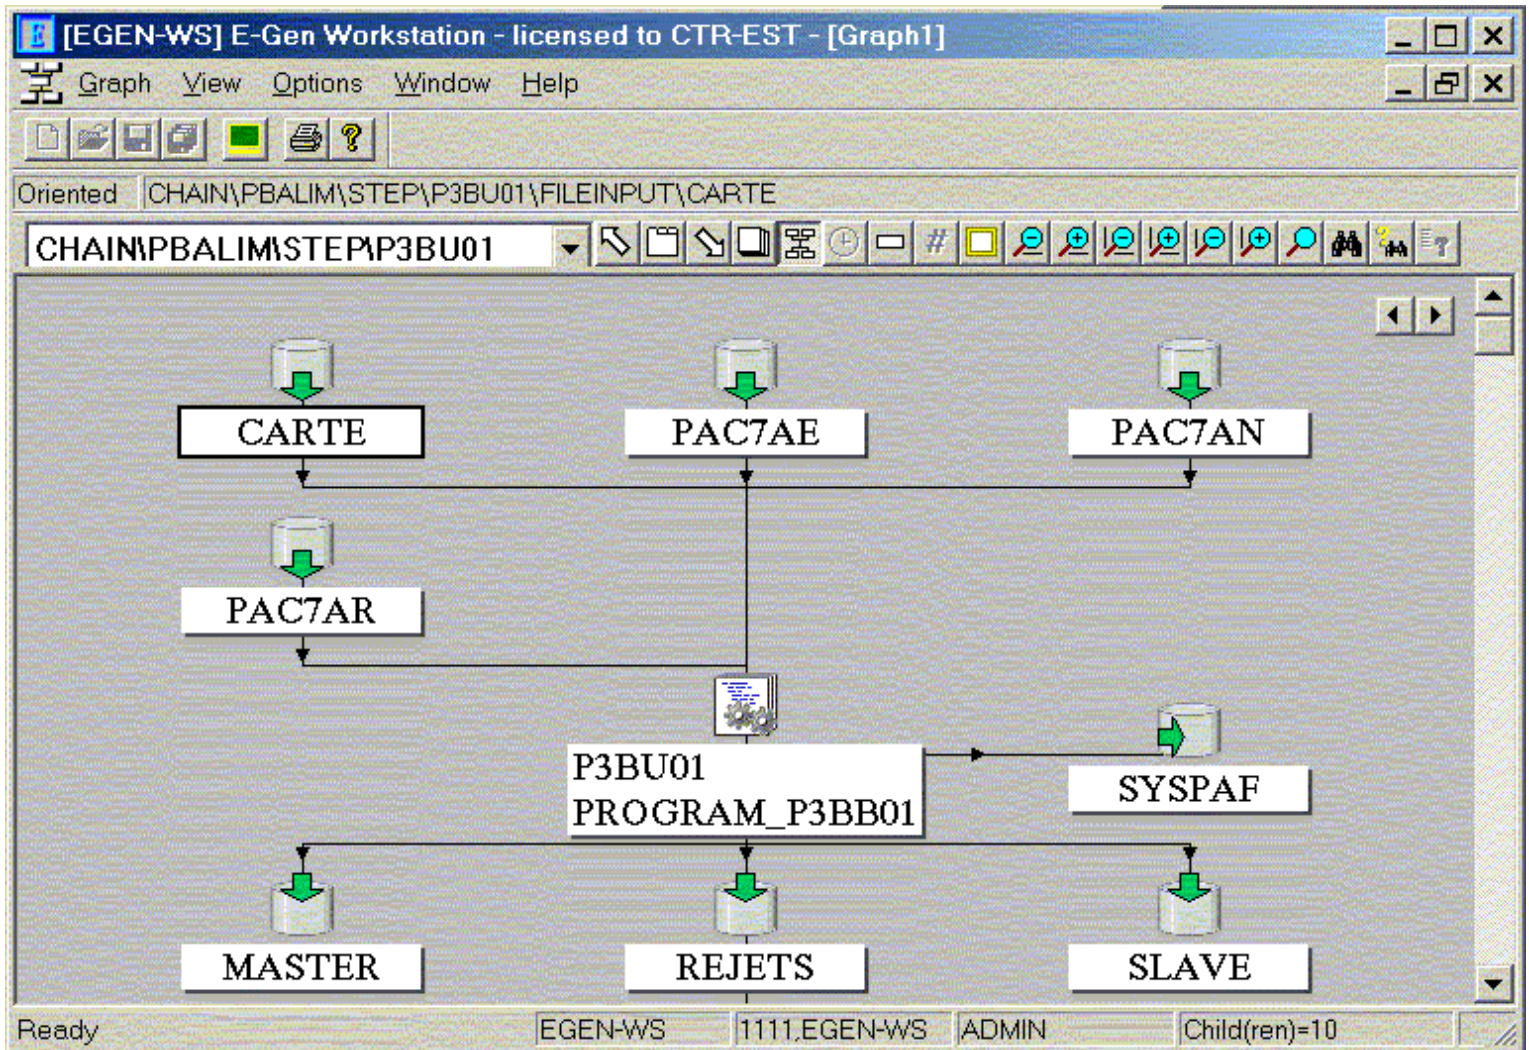 [EGEN-WS] E-Gen Workstation - licensed to CTR-EST - [Graph1]
Graph View Options Window Help
Oriented CHAIN\PBALIM\STEP\P3BU01\FILEINPUT\CARTE
CHAIN\PBALIM\STEP\P3BU01
CARTE PAC7AE PAC7AN
PAC7AR
P3BU01
PROGRAM_P3BB01
SYSPAF
MASTER REJETS SLAVE
Ready EGEN-WS 1111,EGEN-WS ADMIN Child(ren)=10